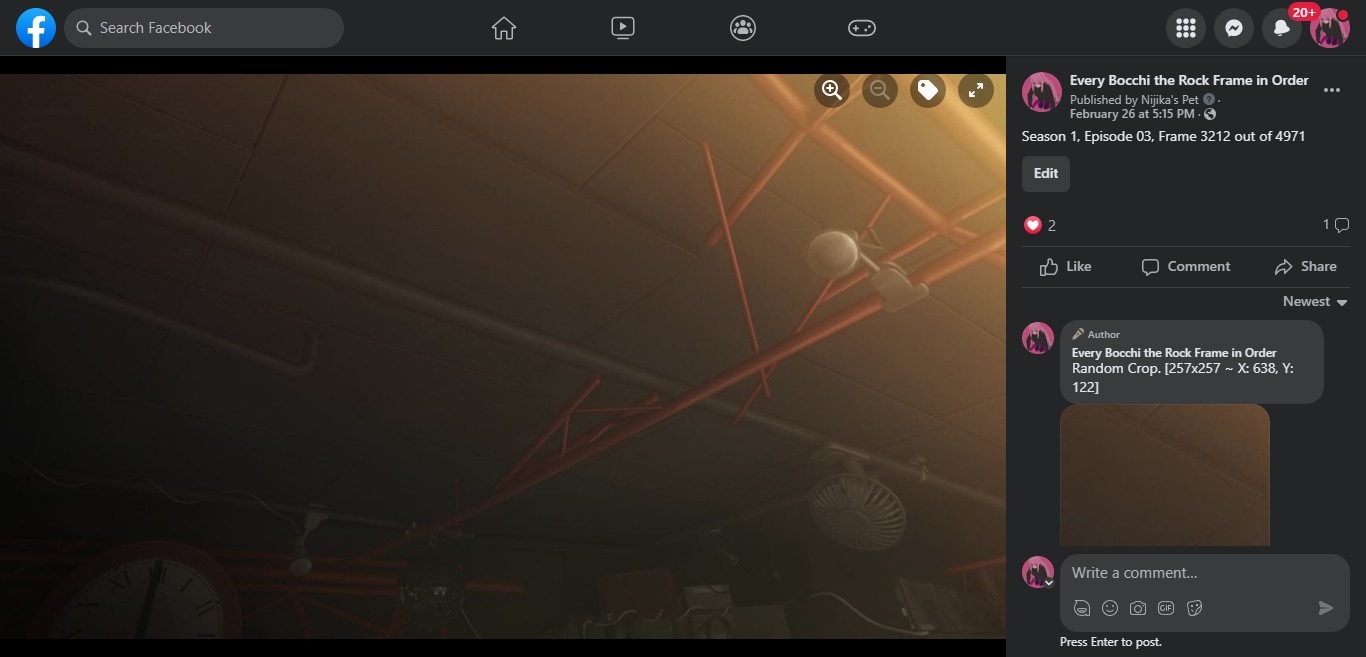 Search Facebook
20+
Every Bocchi the Rock Frame in Order
Published by Nijika's Pet ·
February 26 at 5:15 PM ·
Season 1, Episode 03, Frame 3212 out of 4971
Edit
2
1
Like
Comment
Share
Newest
Author
Every Bocchi the Rock Frame in Order
Random Crop. [257x257 ~ X: 638, Y:
122]
Write a comment...
GIF
Press Enter to post.